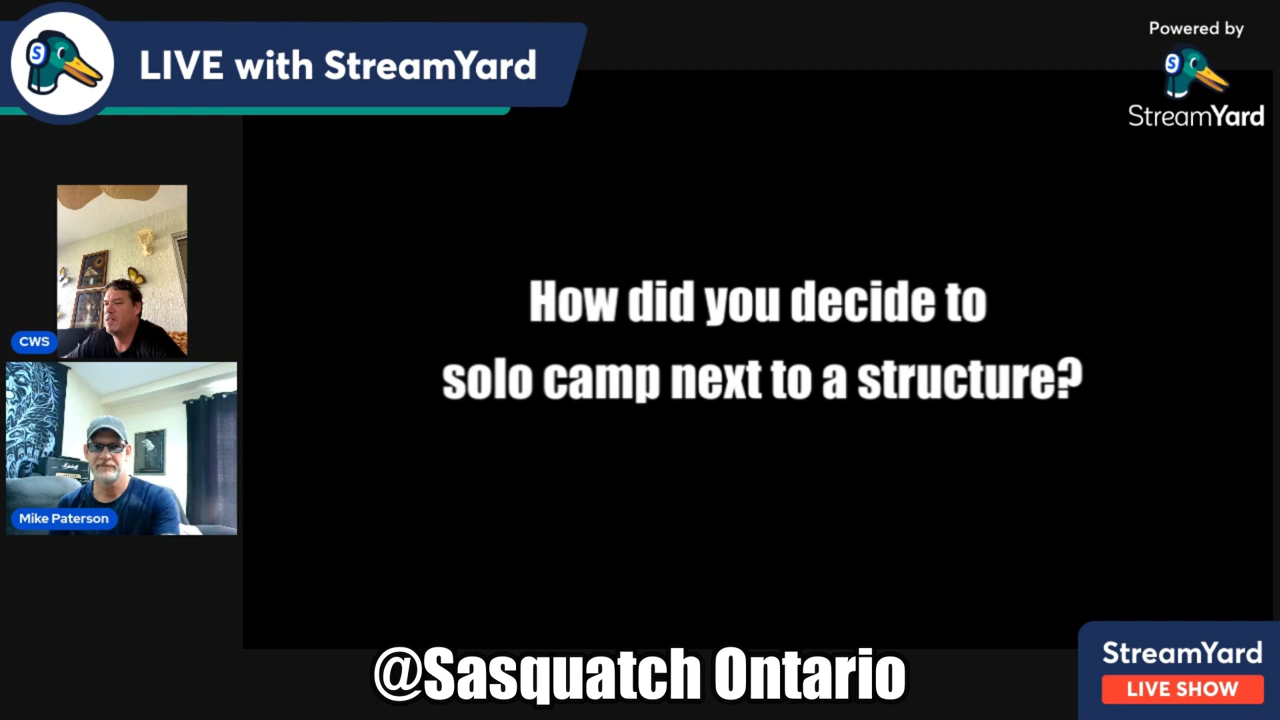 LIVE with StreamYard
Powered by
StreamYard
CWS
Mike Paterson
How did you decide to
solo camp next to a structure?
@Sasquatch Ontario
StreamYard
LIVE SHOW